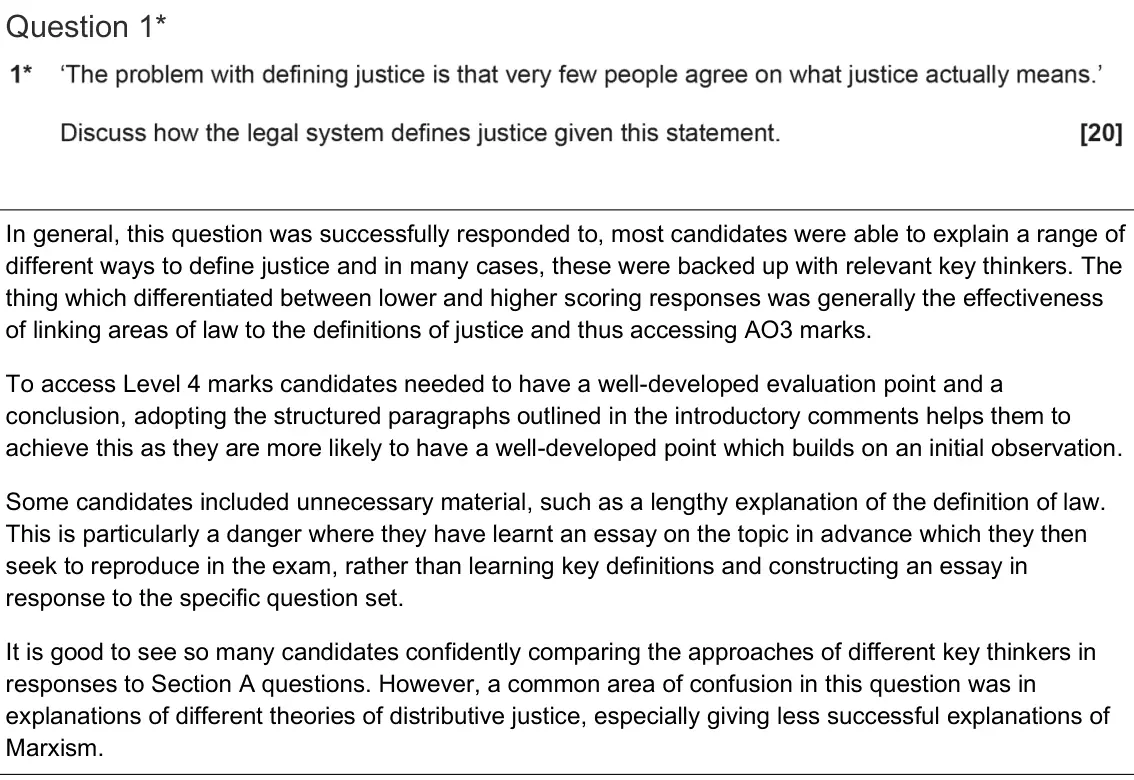 Question 1*
1* ‘The problem with defining justice is that very few people agree on what justice actually means.’
Discuss how the legal system defines justice given this statement. [20]
In general, this question was successfully responded to, most candidates were able to explain a range of
different ways to define justice and in many cases, these were backed up with relevant key thinkers. The
thing which differentiated between lower and higher scoring responses was generally the effectiveness
of linking areas of law to the definitions of justice and thus accessing AO3 marks.
To access Level 4 marks candidates needed to have a well-developed evaluation point and a
conclusion, adopting the structured paragraphs outlined in the introductory comments helps them to
achieve this as they are more likely to have a well-developed point which builds on an initial observation.
Some candidates included unnecessary material, such as a lengthy explanation of the definition of law.
This is particularly a danger where they have learnt an essay on the topic in advance which they then
seek to reproduce in the exam, rather than learning key definitions and constructing an essay in
response to the specific question set.
It is good to see so many candidates confidently comparing the approaches of different key thinkers in
responses to Section A questions. However, a common area of confusion in this question was in
explanations of different theories of distributive justice, especially giving less successful explanations of
Marxism.